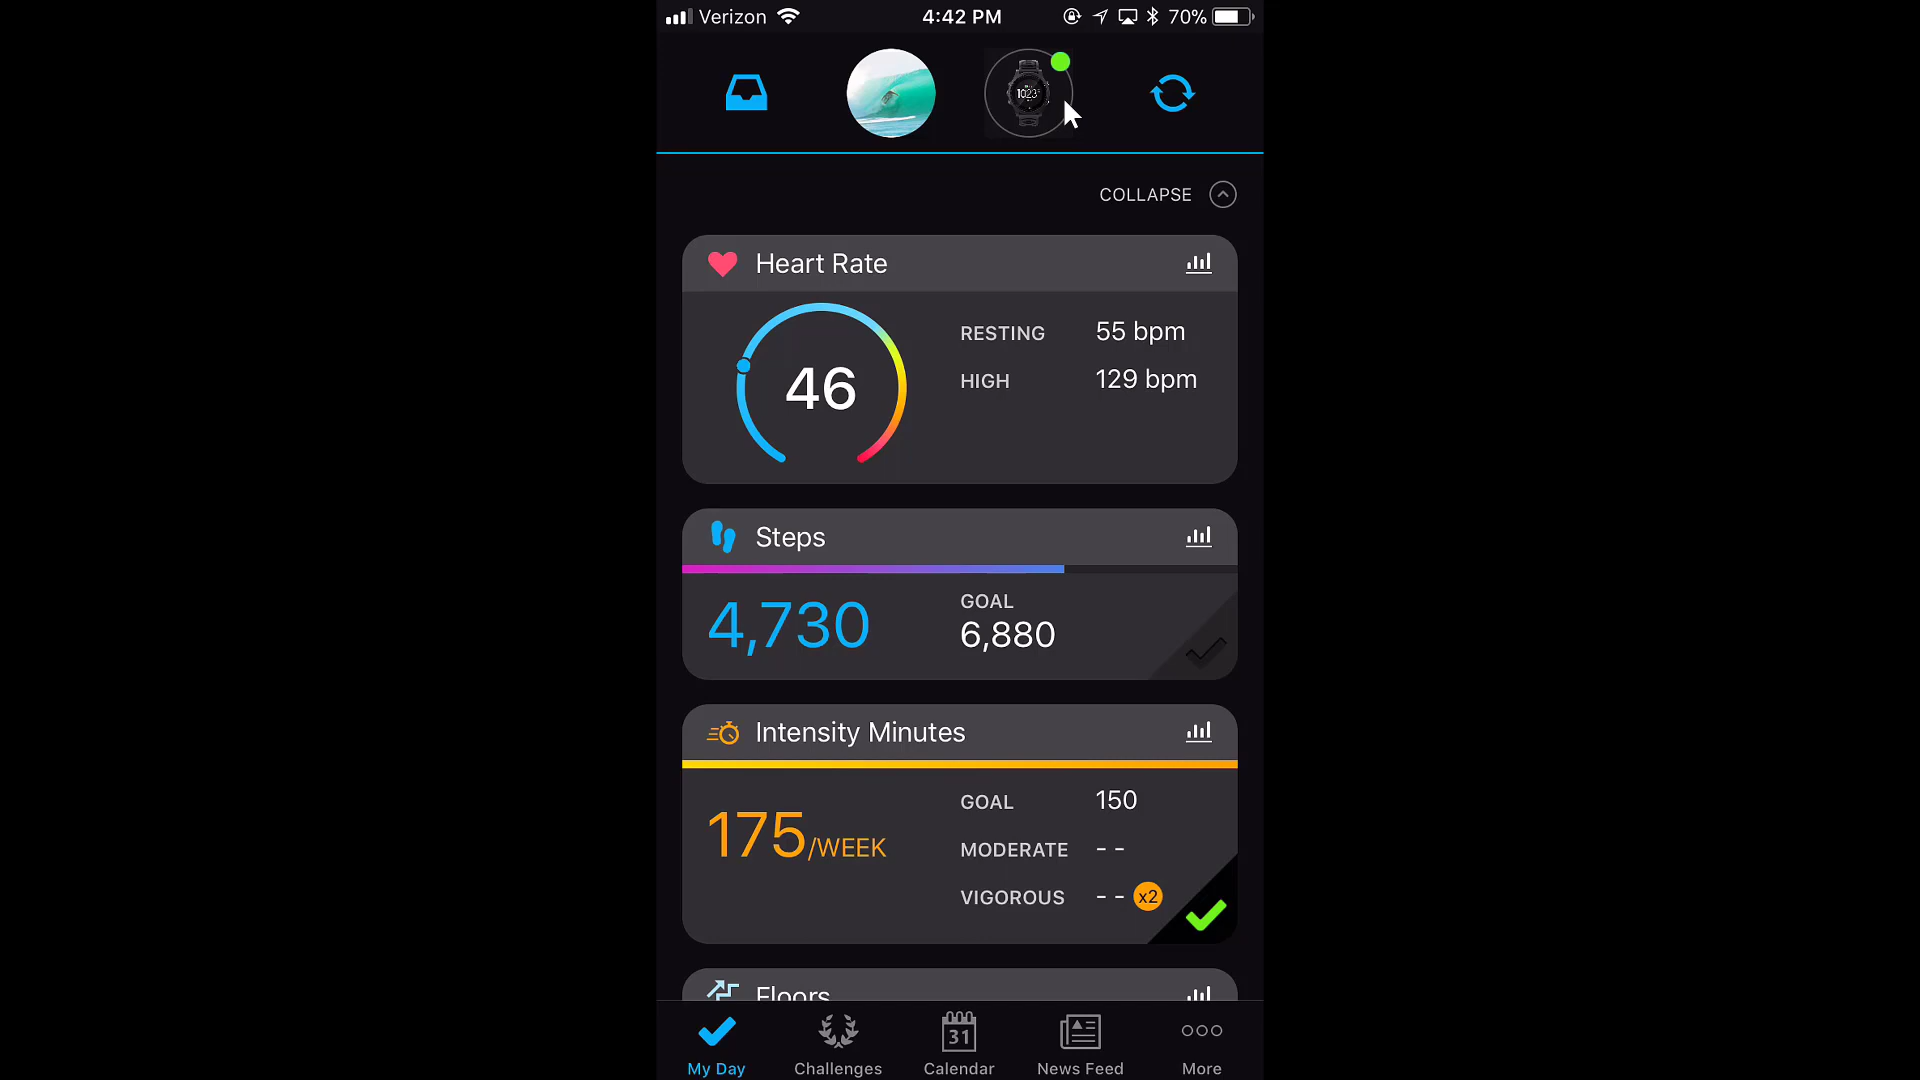 Verizon 4:42 PM 70%
1023
COLLAPSE
Heart Rate
46
RESTING 55 bpm
HIGH 129 bpm
Steps
4,730
GOAL
6,880
Intensity Minutes
175/WEEK
GOAL 150
MODERATE - -
VIGOROUS - - x2
Floors
31
My Day Challenges Calendar News Feed More